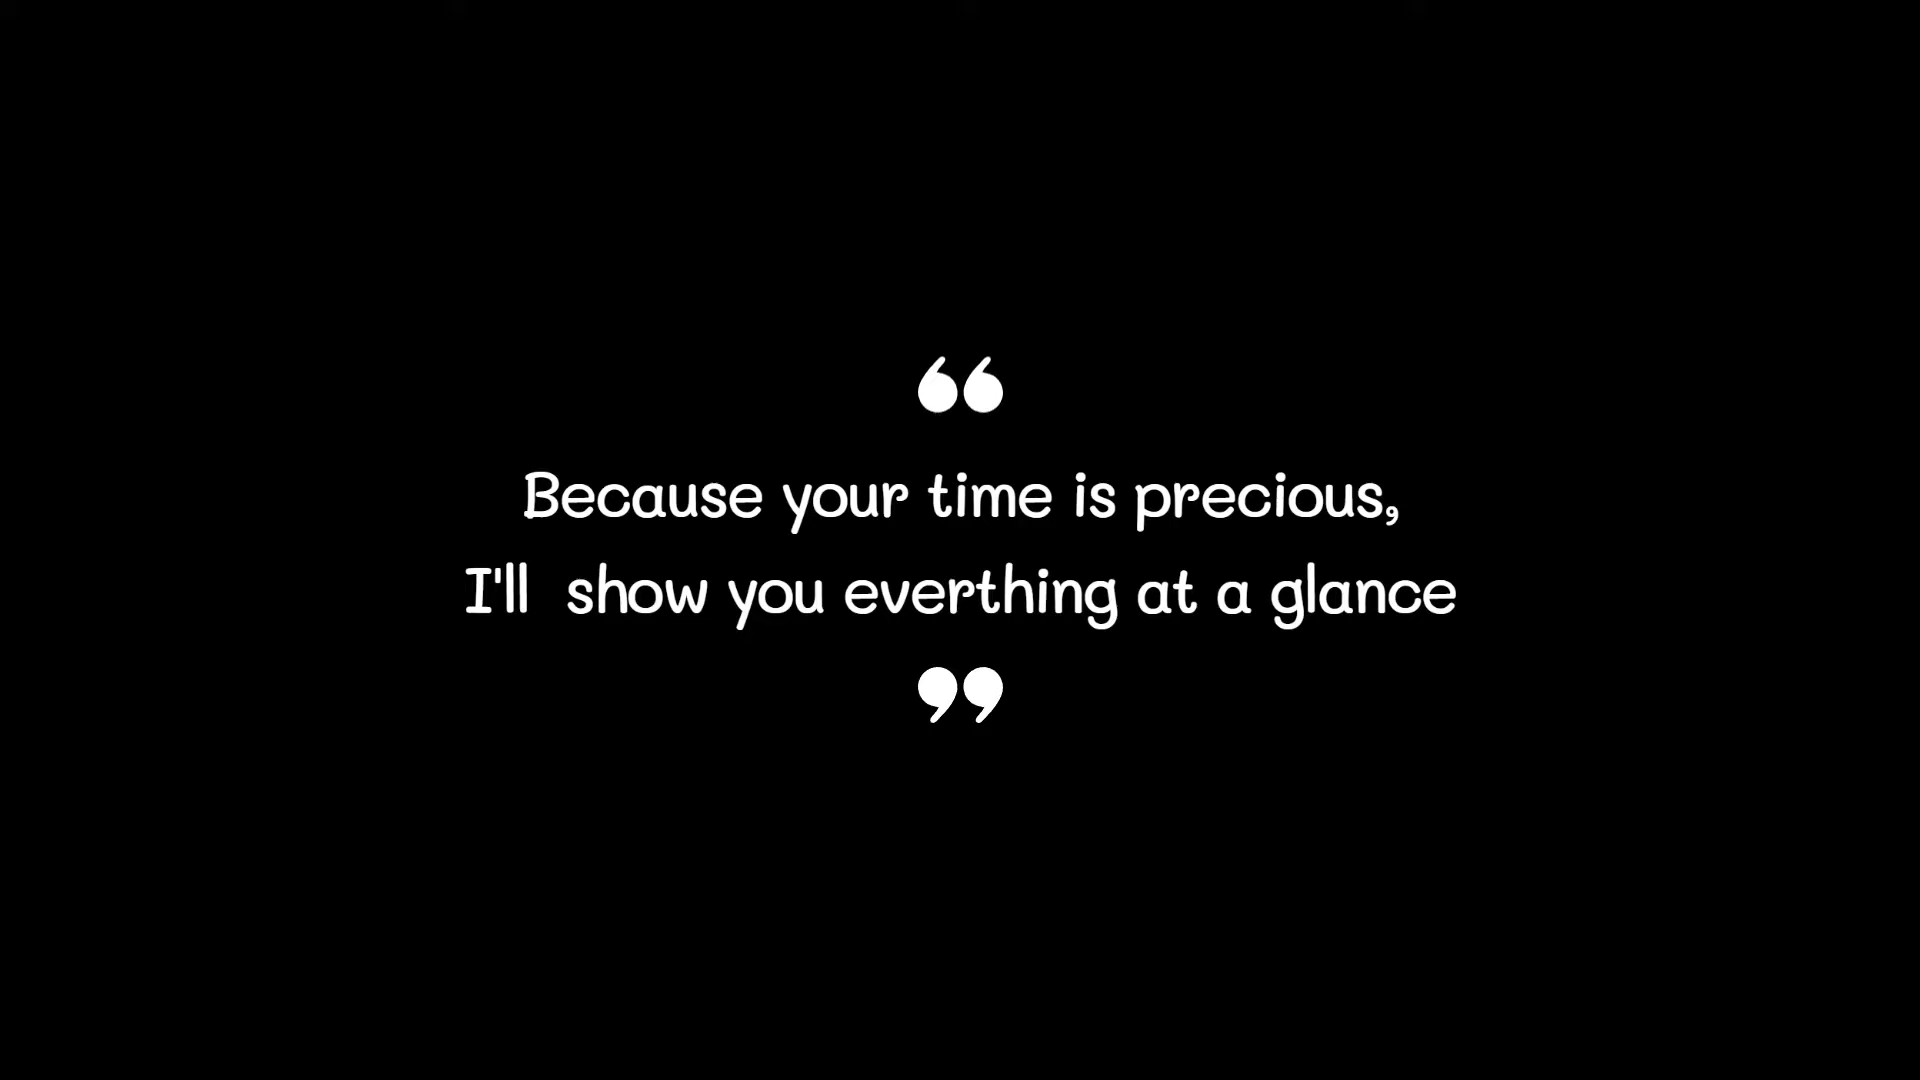 “
Because your time is precious,
I'll  show you everthing at a glance
”